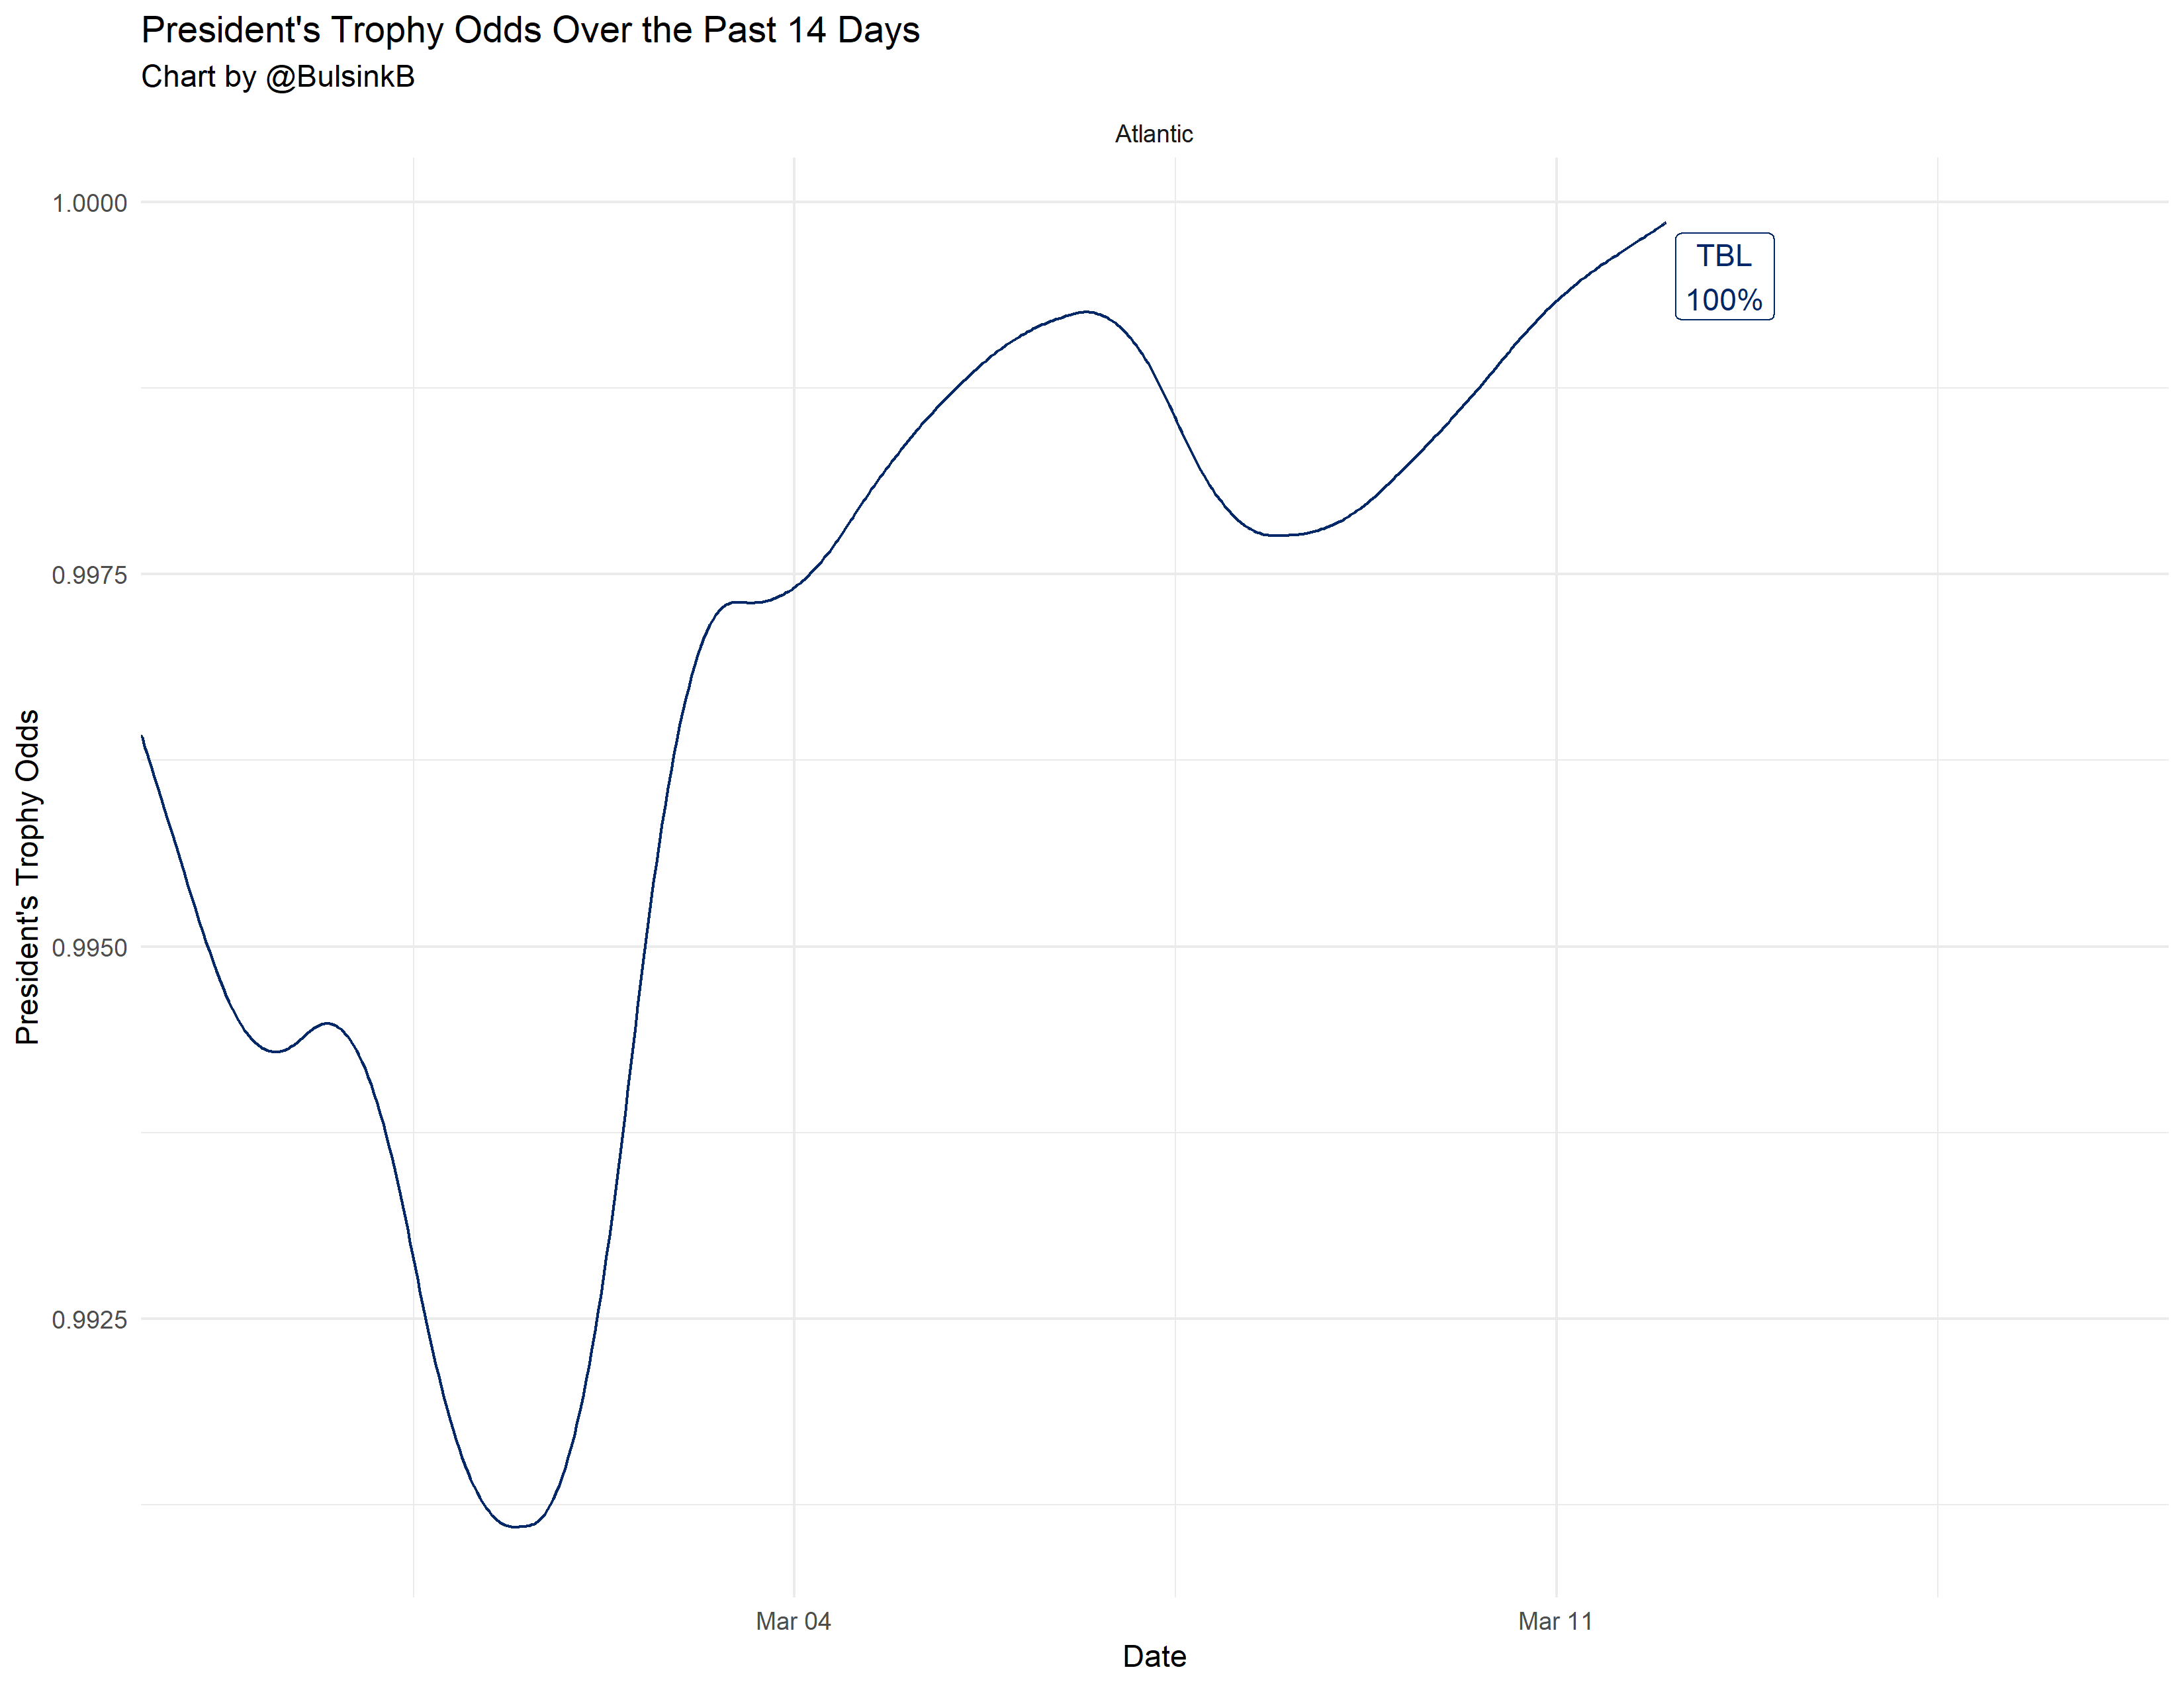 President's Trophy Odds Over the Past 14 Days
Chart by @BulsinkB
Atlantic
1.0000
0.9975
0.9950
0.9925
President's Trophy Odds
TBL
100%
Mar 04
Mar 11
Date